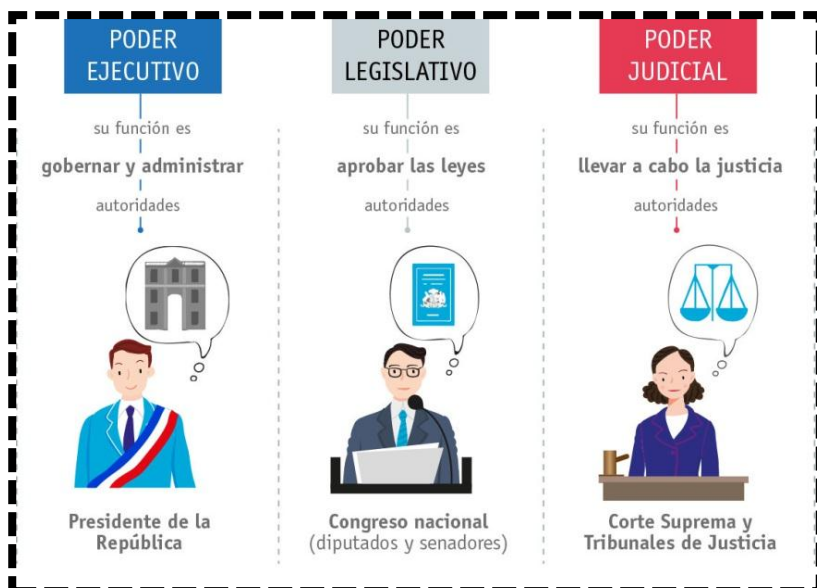 PODER
EJECUTIVO
su función es
gobernar y administrar
autoridades
Presidente de la
República
PODER
LEGISLATIVO
su función es
aprobar las leyes
autoridades
Congreso nacional
(diputados y senadores)
PODER
JUDICIAL
su función es
llevar a cabo la justicia
autoridades
Corte Suprema y
Tribunales de Justicia